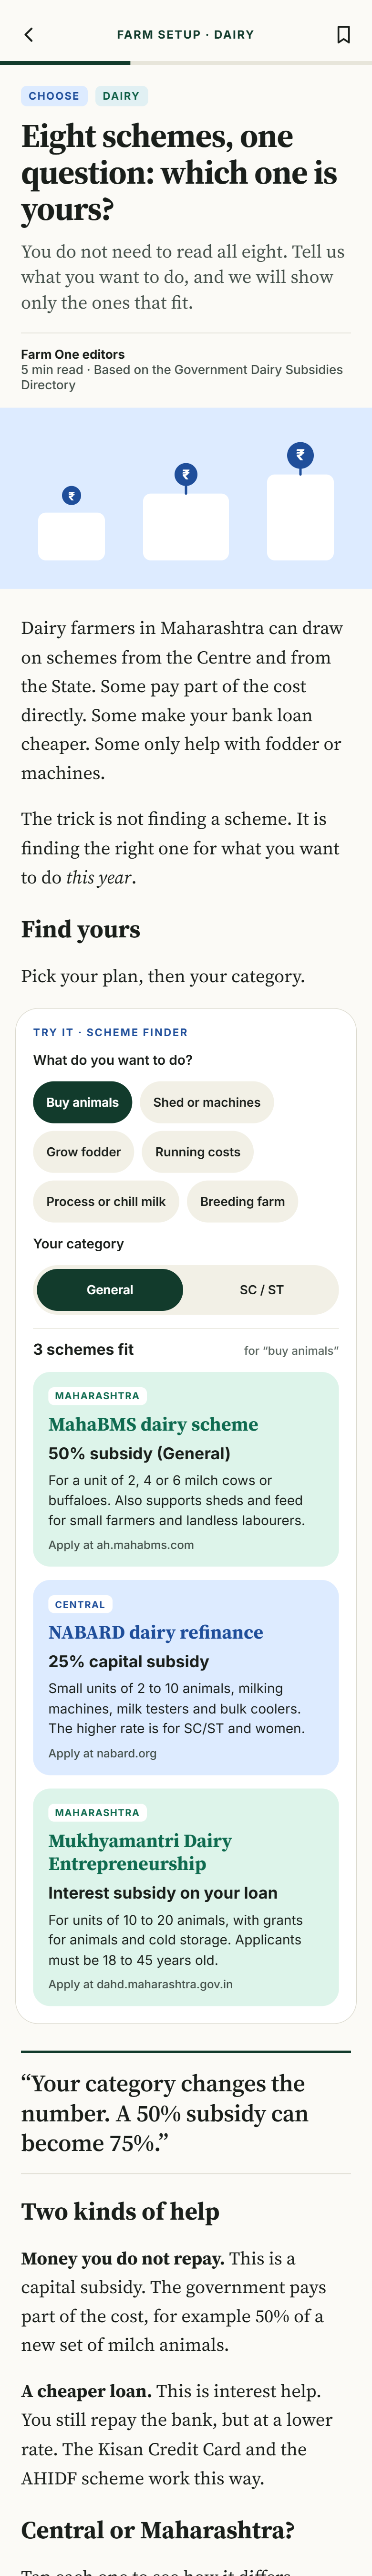 FARM SETUP · DAIRY
CHOOSE DAIRY
Eight schemes, one
question: which one is
yours?
You do not need to read all eight. Tell us
what you want to do, and we will show
only the ones that fit.
Farm One editors
5 min read · Based on the Government Dairy Subsidies
Directory
₹ ₹ ₹
Dairy farmers in Maharashtra can draw
on schemes from the Centre and from
the State. Some pay part of the cost
directly. Some make your bank loan
cheaper. Some only help with fodder or
machines.
The trick is not finding a scheme. It is
finding the right one for what you want
to do this year.
Find yours
Pick your plan, then your category.
TRY IT · SCHEME FINDER
What do you want to do?
Buy animals Shed or machines
Grow fodder Running costs
Process or chill milk Breeding farm
Your category
General SC / ST
3 schemes fit for “buy animals”
MAHARASHTRA
MahaBMS dairy scheme
50% subsidy (General)
For a unit of 2, 4 or 6 milch cows or
buffaloes. Also supports sheds and feed
for small farmers and landless labourers.
Apply at ah.mahabms.com
CENTRAL
NABARD dairy refinance
25% capital subsidy
Small units of 2 to 10 animals, milking
machines, milk testers and bulk coolers.
The higher rate is for SC/ST and women.
Apply at nabard.org
MAHARASHTRA
Mukhyamantri Dairy
Entrepreneurship
Interest subsidy on your loan
For units of 10 to 20 animals, with grants
for animals and cold storage. Applicants
must be 18 to 45 years old.
Apply at dahd.maharashtra.gov.in
“Your category changes the
number. A 50% subsidy can
become 75%.”
Two kinds of help
Money you do not repay. This is a
capital subsidy. The government pays
part of the cost, for example 50% of a
new set of milch animals.
A cheaper loan. This is interest help.
You still repay the bank, but at a lower
rate. The Kisan Credit Card and the
AHIDF scheme work this way.
Central or Maharashtra?
Tap each one to see how it differs.